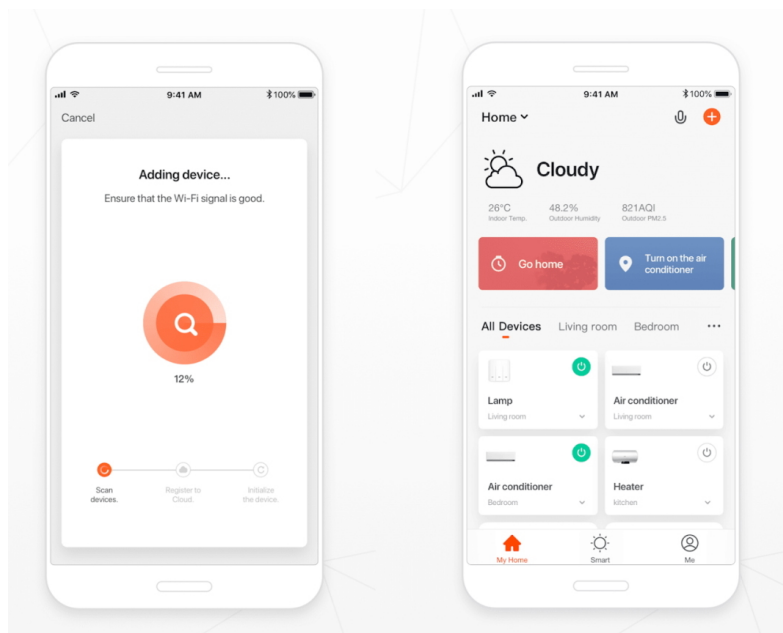 9:41 AM
100%
Cancel
Adding device...
Ensure that the Wi-Fi signal is good.
12%
Scan
devices.
Register to
Cloud.
Initialize
the device.
9:41 AM
100%
Home
Cloudy
26°C
Indoor Temp.
48.2%
Outdoor Humidity
821AQI
Outdoor PM2.5
Go home
Turn on the air
conditioner
All Devices
Living room
Bedroom
Lamp
Living room
Air conditioner
Living room
Air conditioner
Bedroom
Heater
kitchen
My Home
Smart
Me